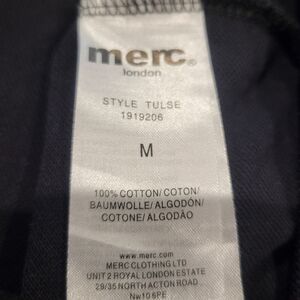 merc®
london
STYLE TULSE
1919206
M
100% COTTON/COTON/
BAUMWOLLE/ALGODÓN/
COTONE/ALGODÃO
www.merc.com
MERC CLOTHING LTD
UNIT 2 ROYAL LONDON ESTATE
29/35 NORTH ACTON ROAD
Nw10 6PE